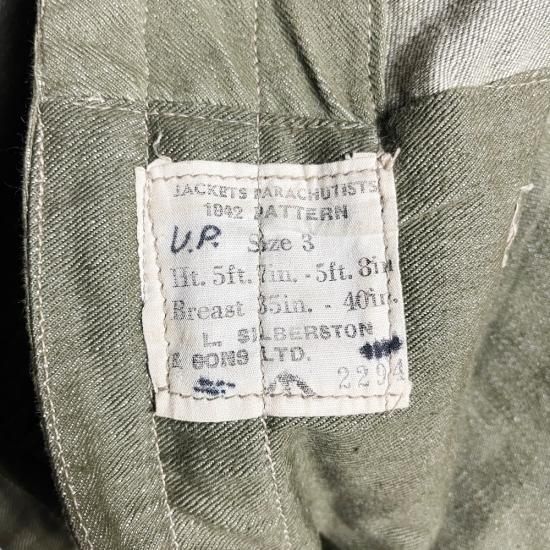 JACKETS PARACHUTISTS
1942 PATTERN
V.P. Size 3
Ht. 5ft. 7in. - 5ft. 8in
Breast 35in. - 40in.
L. SILBERSTON
& SONS LTD.
2294